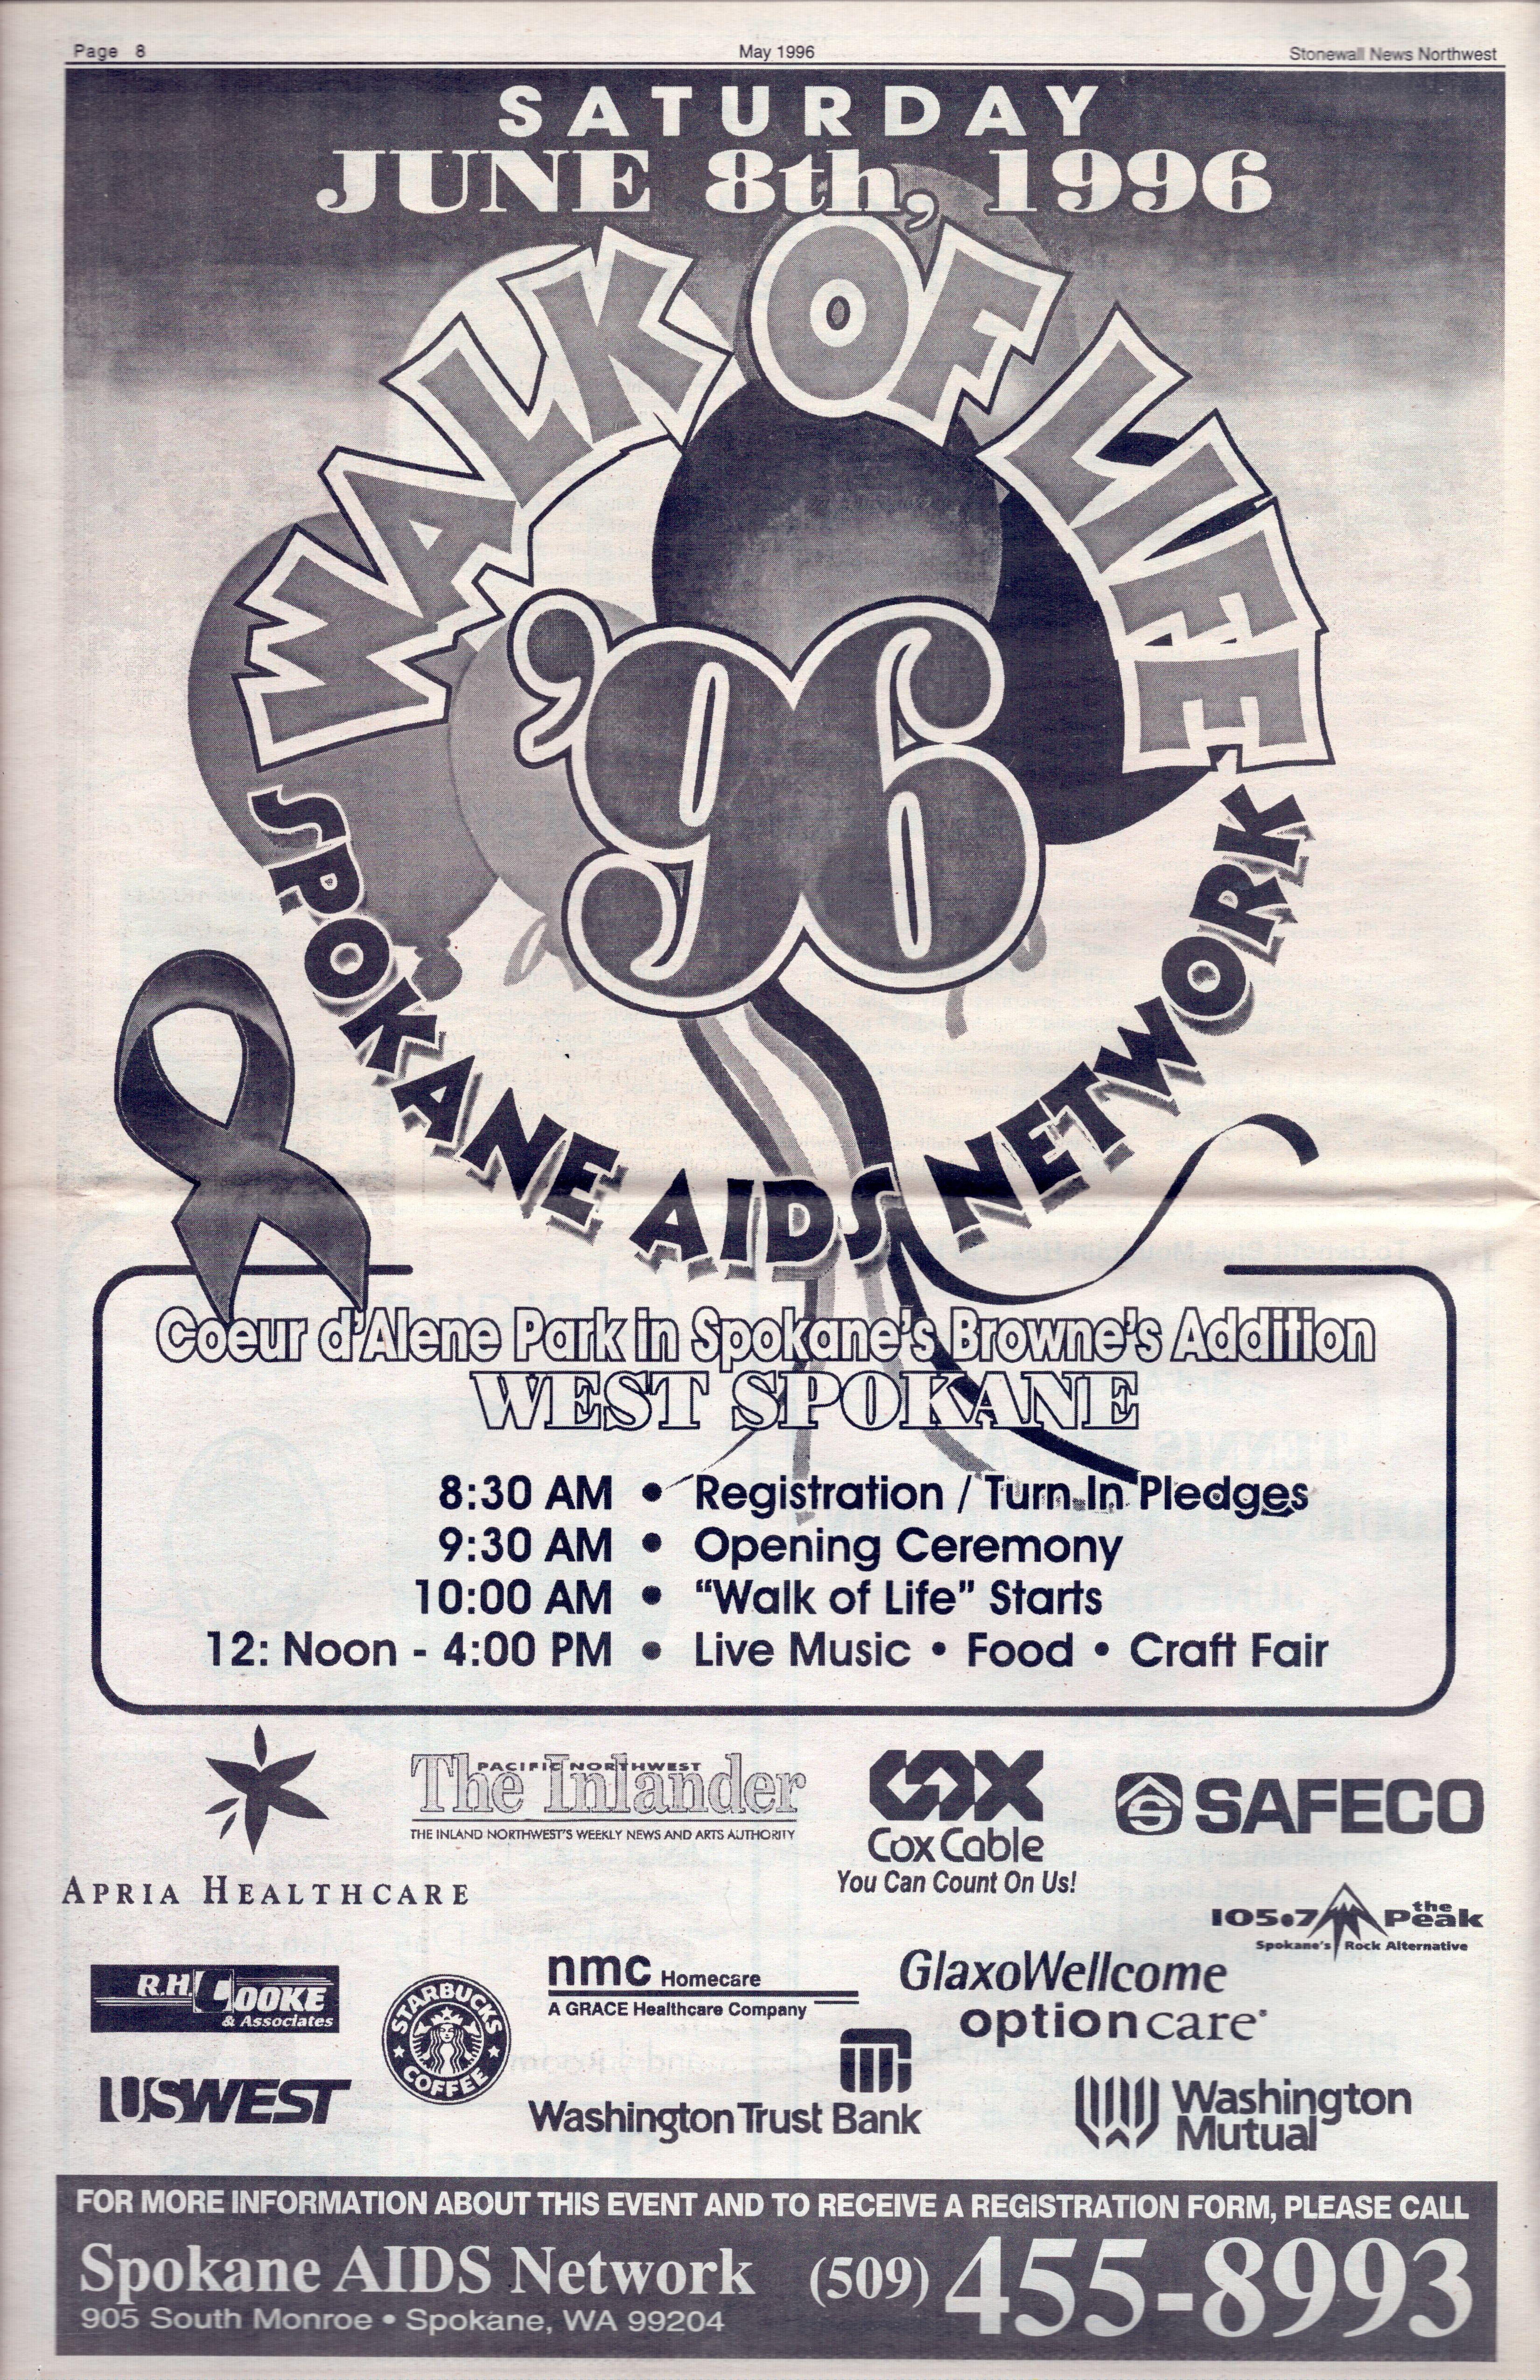 Page 8
May 1996
Stonewall News Northwest
SATURDAY
JUNE 8th, 1996
WALK OF LIFE
'96
SPOKANE AIDS NETWORK
Coeur d'Alene Park in Spokane's Browne's Addition
WEST SPOKANE
8:30 AM • Registration / Turn-In Pledges
9:30 AM • Opening Ceremony
10:00 AM • “Walk of Life” Starts
12: Noon - 4:00 PM • Live Music • Food • Craft Fair
APRIA HEALTHCARE
PACIFIC NORTHWEST
The Inlander
THE INLAND NORTHWEST'S WEEKLY NEWS AND ARTS AUTHORITY
COX
Cox Cable
You Can Count On Us!
SAFECO
105.7 the Peak
Spokane's Rock Alternative
R.H. COOKE
& Associates
STARBUCKS COFFEE
nmc Homecare
A GRACE Healthcare Company
GlaxoWellcome
optioncare
USWEST
Washington Trust Bank
Washington
Mutual
FOR MORE INFORMATION ABOUT THIS EVENT AND TO RECEIVE A REGISTRATION FORM, PLEASE CALL
Spokane AIDS Network (509) 455-8993
905 South Monroe • Spokane, WA 99204